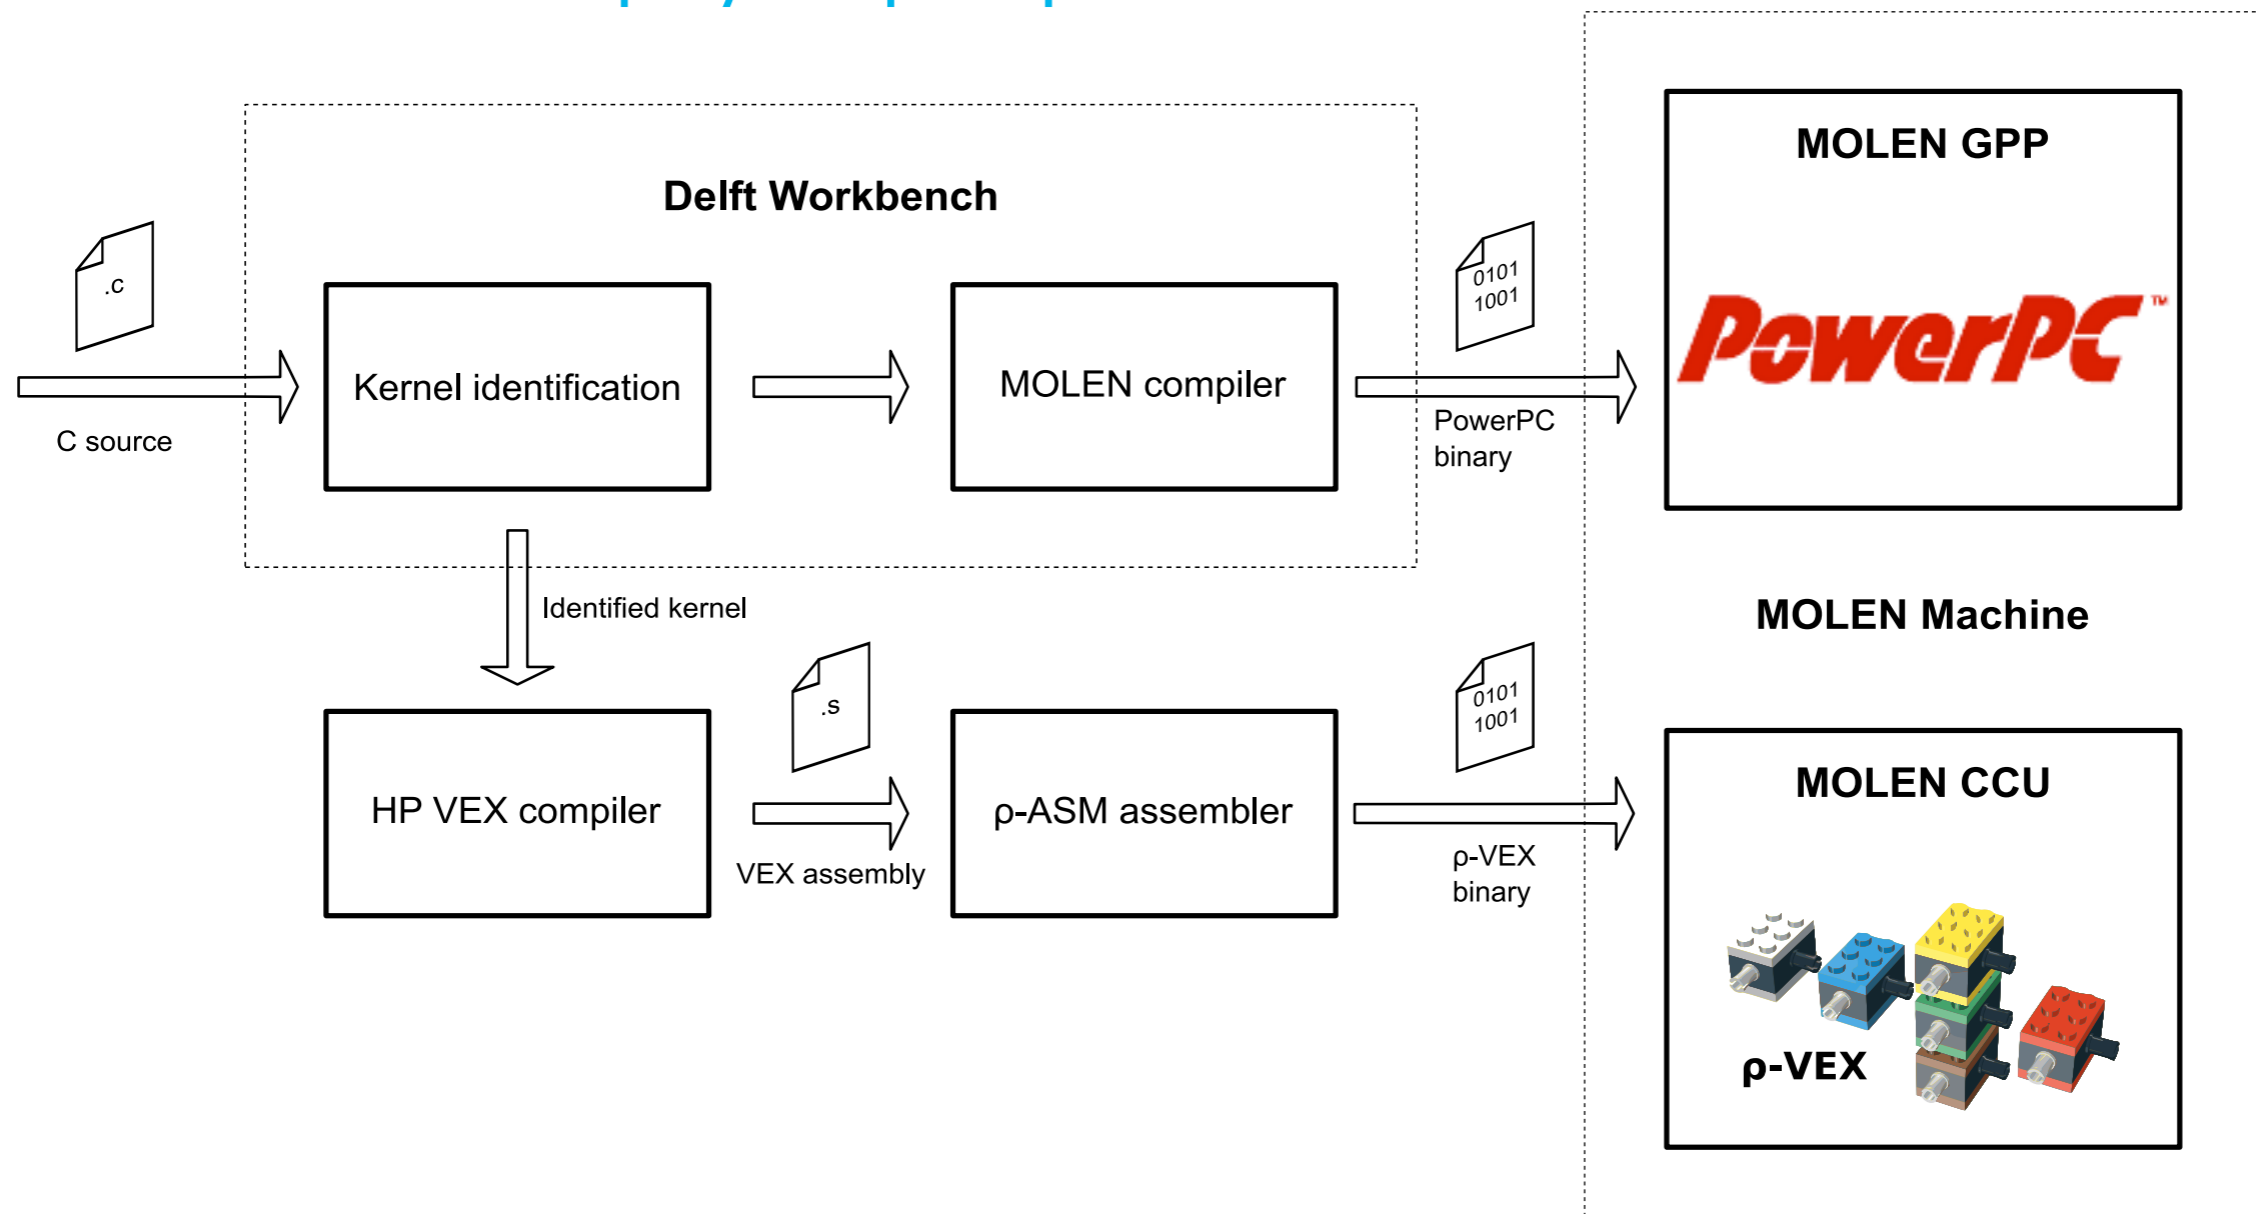 MOLEN GPP
Delft Workbench
.c
0101
1001
PowerPC™
Kernel identification
MOLEN compiler
C source
PowerPC
binary
Identified kernel
MOLEN Machine
.s
0101
1001
MOLEN CCU
HP VEX compiler
ρ-ASM assembler
VEX assembly
ρ-VEX
binary
ρ-VEX